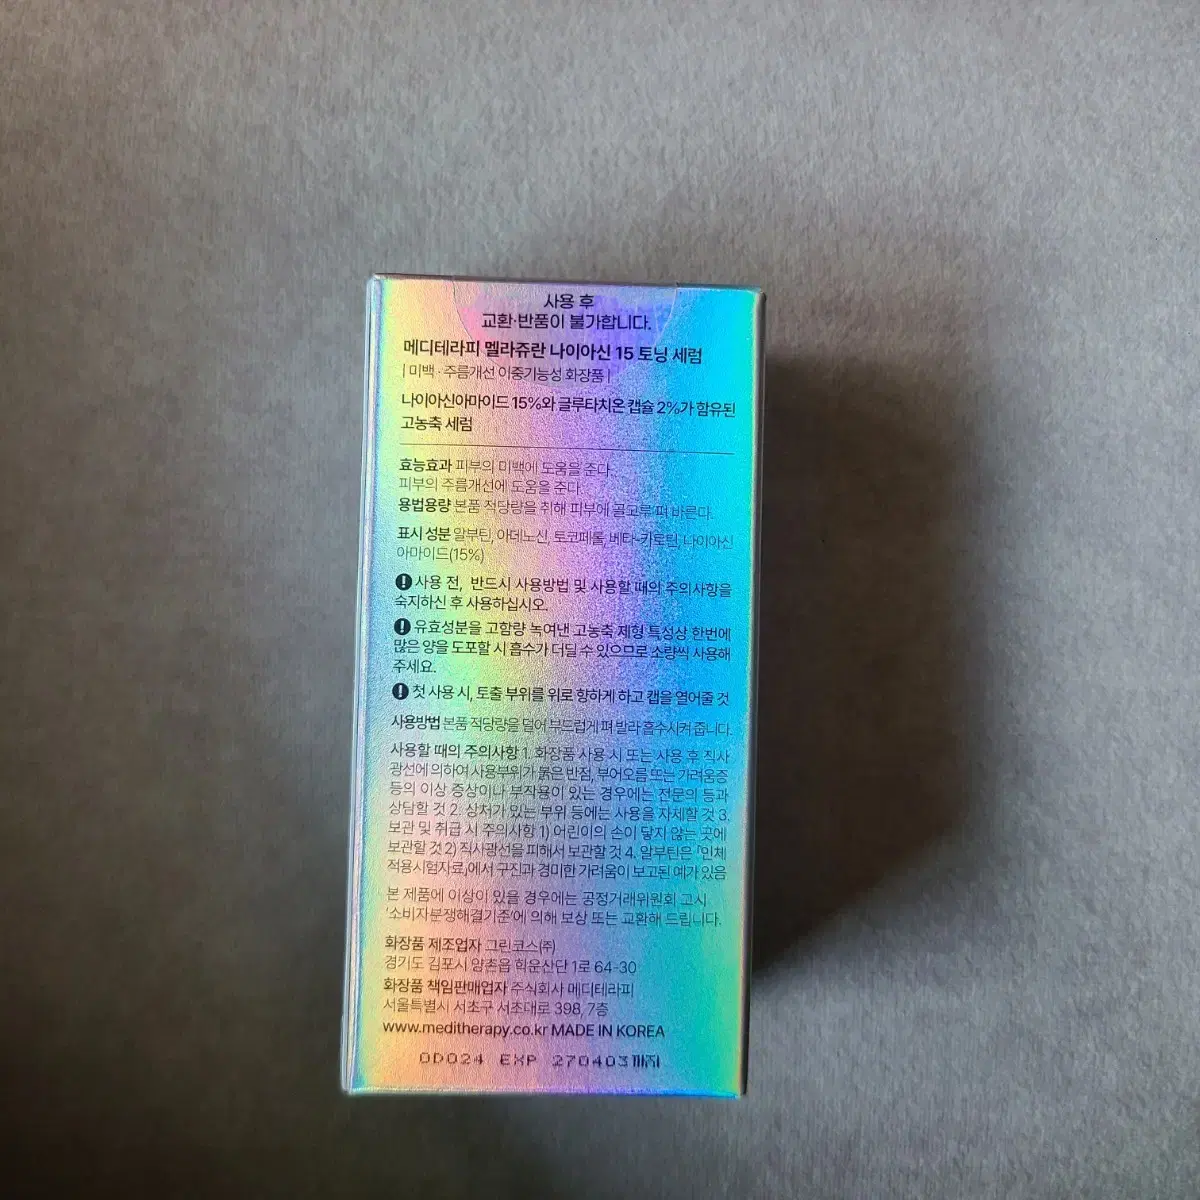 사용 후
교환·반품이 불가합니다.
메디테라피 멜라쥬란 나이아신 15 토닝 세럼
| 미백 · 주름개선 이중기능성 화장품 |
나이아신아마이드 15%와 글루타치온 캡슐 2%가 함유된
고농축 세럼
효능효과 피부의 미백에 도움을 준다.
피부의 주름개선에 도움을 준다.
용법용량 본품 적당량을 취해 피부에 골고루 펴 바른다.
표시 성분 알부틴, 아데노신, 토코페롤, 베타-카로틴, 나이아신
아마이드(15%)
! 사용 전, 반드시 사용방법 및 사용할 때의 주의사항을
숙지하신 후 사용하십시오.
! 유효성분을 고함량 녹여낸 고농축 제형 특성상 한번에
많은 양을 도포할 시 흡수가 더딜 수 있으므로 소량씩 사용해
주세요.
! 첫 사용 시, 토출 부위를 위로 향하게 하고 캡을 열어줄 것
사용방법 본품 적당량을 덜어 부드럽게 펴 발라 흡수시켜 줍니다.
사용할 때의 주의사항 1. 화장품 사용 시 또는 사용 후 직사
광선에 의하여 사용부위가 붉은 반점, 부어오름 또는 가려움증
등의 이상 증상이나 부작용이 있는 경우에는 전문의 등과
상담할 것 2. 상처가 있는 부위 등에는 사용을 자제할 것 3.
보관 및 취급 시 주의사항 1) 어린이의 손이 닿지 않는 곳에
보관할 것 2) 직사광선을 피해서 보관할 것 4. 알부틴은 「인체
적용시험자료」에서 구진과 경미한 가려움이 보고된 예가 있음
본 제품에 이상이 있을 경우에는 공정거래위원회 고시
'소비자분쟁해결기준'에 의해 보상 또는 교환해 드립니다.
화장품 제조업자 그린코스(주)
경기도 김포시 양촌읍 학운산단 1로 64-30
화장품 책임판매업자 주식회사 메디테라피
서울특별시 서초구 서초대로 398, 7층
www.meditherapy.co.kr MADE IN KOREA
OD024 EXP 270403까지